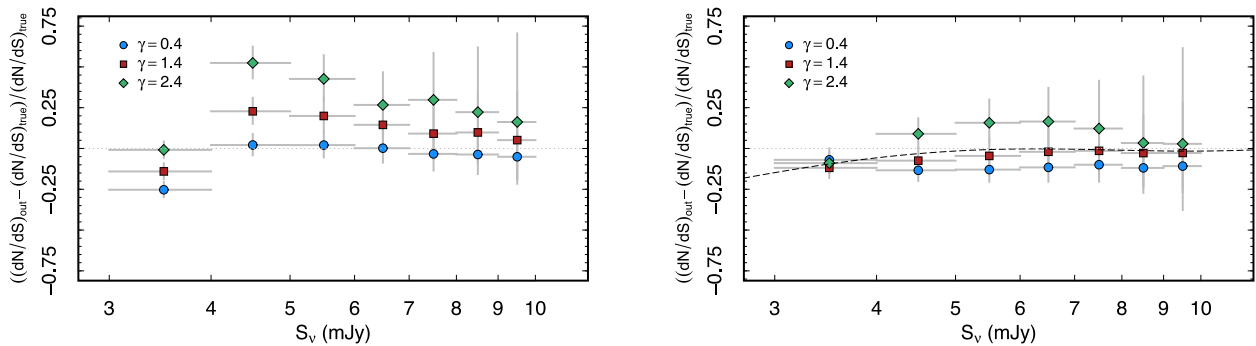 ((dN/dS)out−(dN/dS)true)/(dN/dS)true
0.75
0.25
−0.25
−0.75
γ = 0.4
γ = 1.4
γ = 2.4
3 4 5 6 7 8 9 10
Sν (mJy)
((dN/dS)out−(dN/dS)true)/(dN/dS)true
0.75
0.25
−0.25
−0.75
γ = 0.4
γ = 1.4
γ = 2.4
3 4 5 6 7 8 9 10
Sν (mJy)